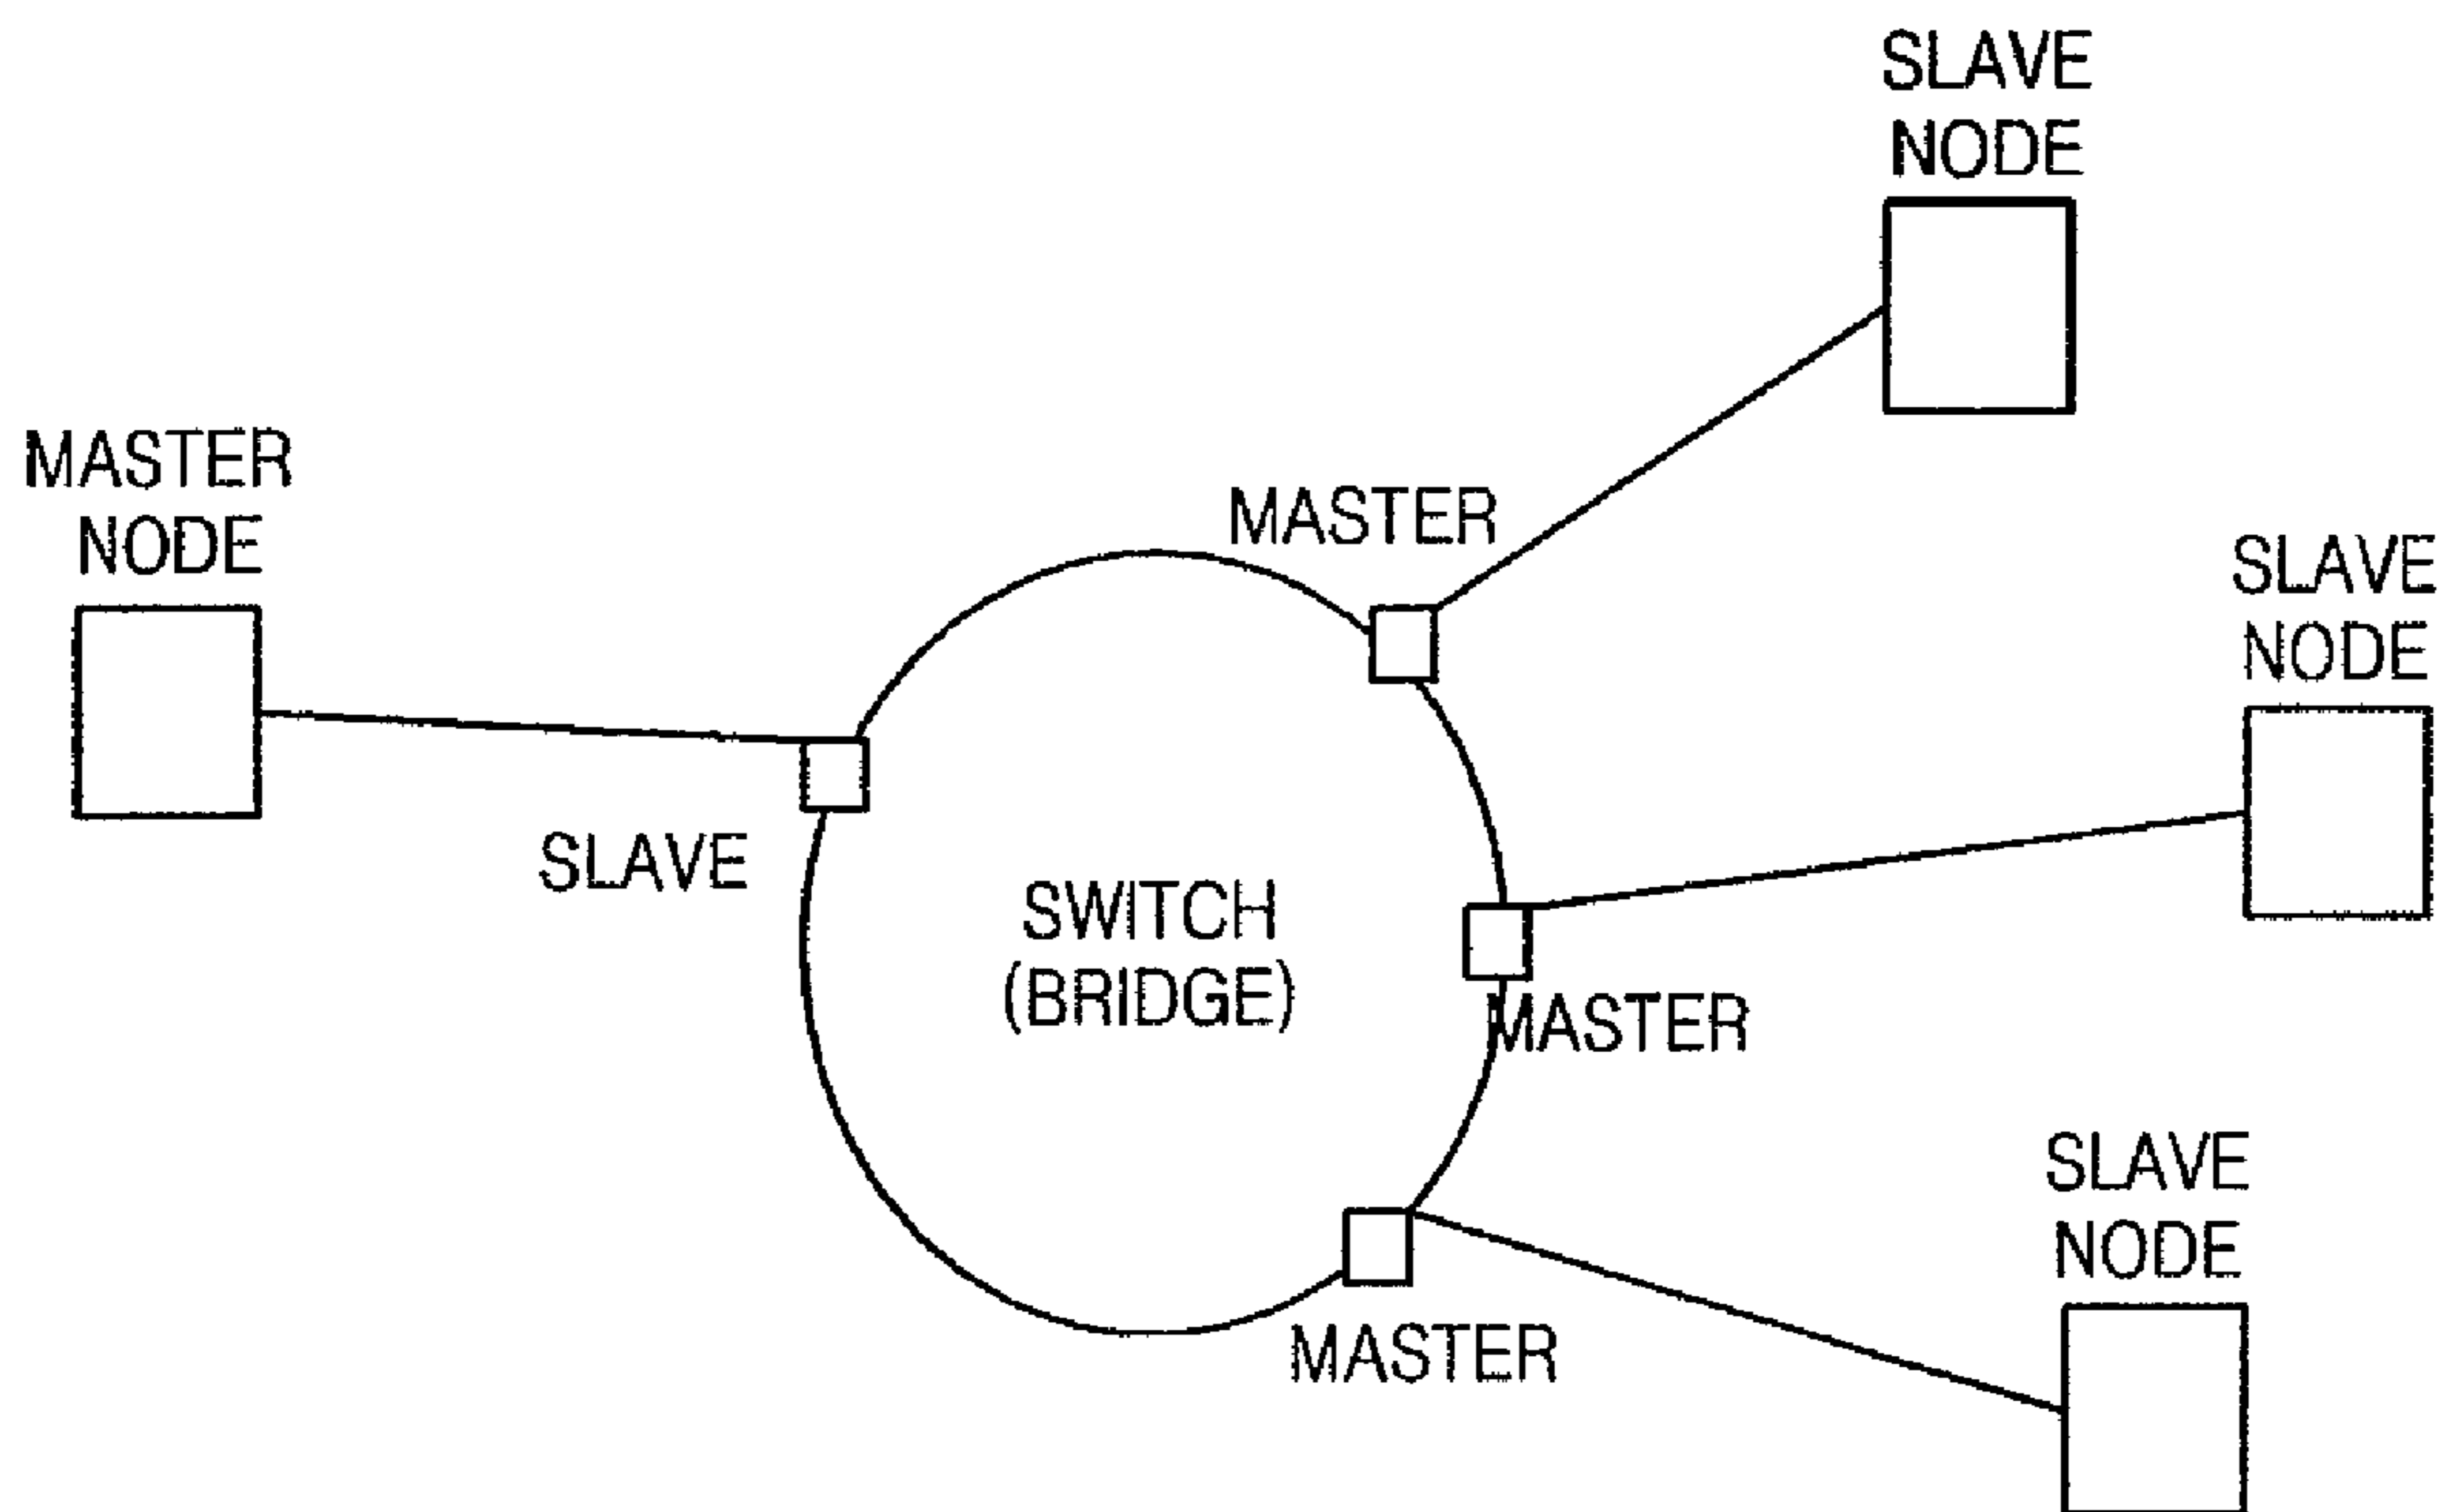 SLAVE
NODE
MASTER
NODE
MASTER
SLAVE
NODE
SLAVE
SWITCH
(BRIDGE)
MASTER
SLAVE
NODE
MASTER